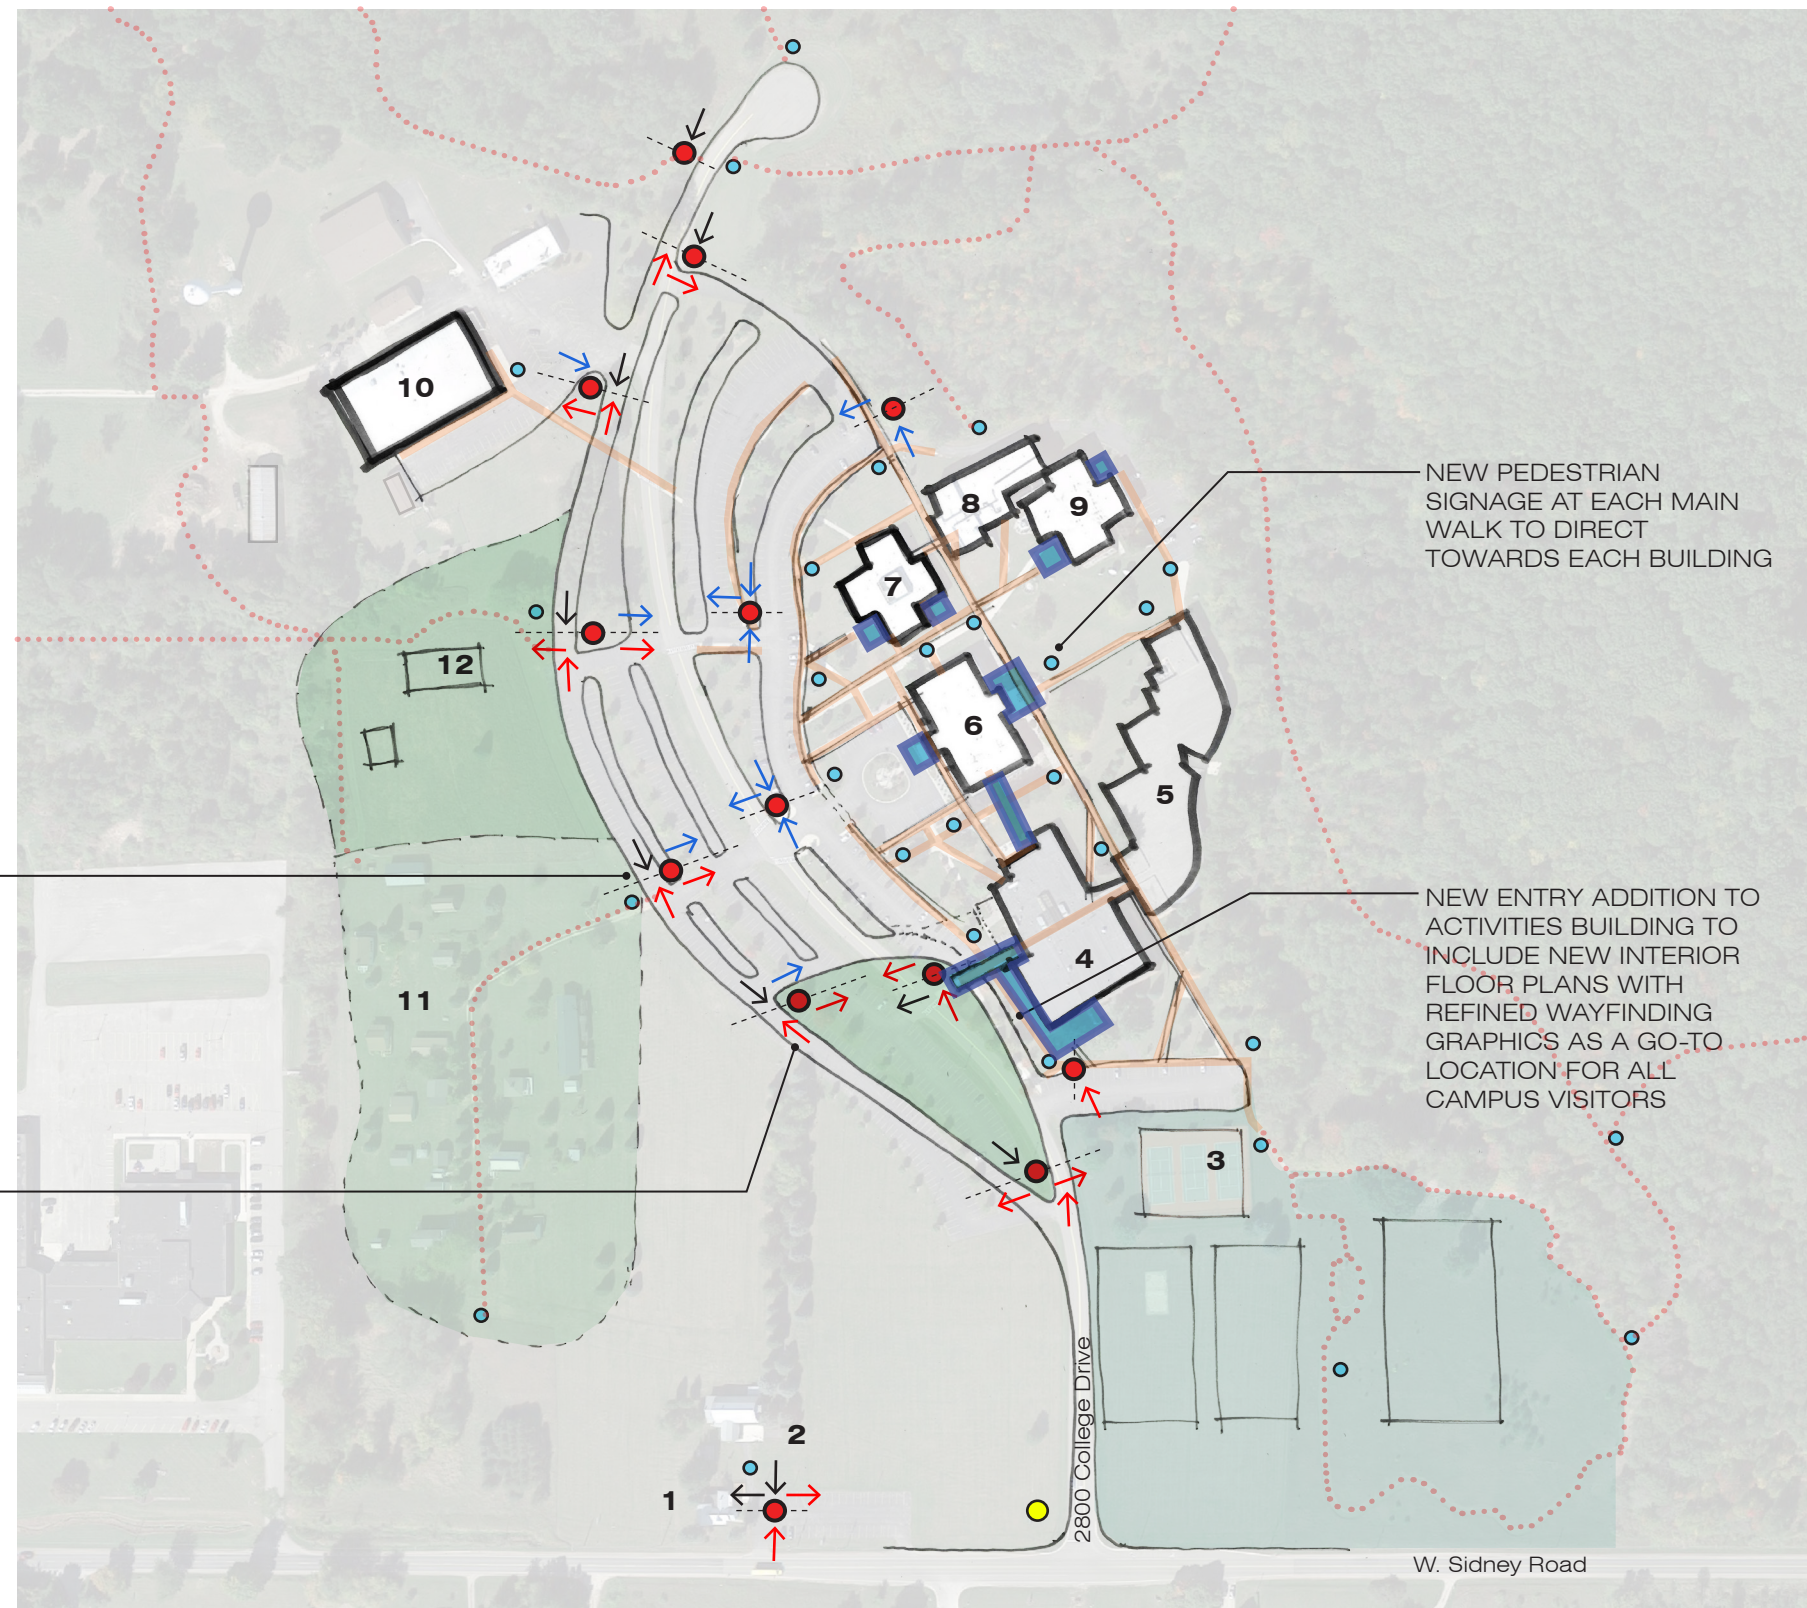 10
8
9
NEW PEDESTRIAN
SIGNAGE AT EACH MAIN
WALK TO DIRECT
TOWARDS EACH BUILDING
7
12
6
5
NEW ENTRY ADDITION TO
ACTIVITIES BUILDING TO
INCLUDE NEW INTERIOR
FLOOR PLANS WITH
REFINED WAYFINDING
GRAPHICS AS A GO-TO
LOCATION FOR ALL
CAMPUS VISITORS
4
11
3
2
1
2800 College Drive
W. Sidney Road